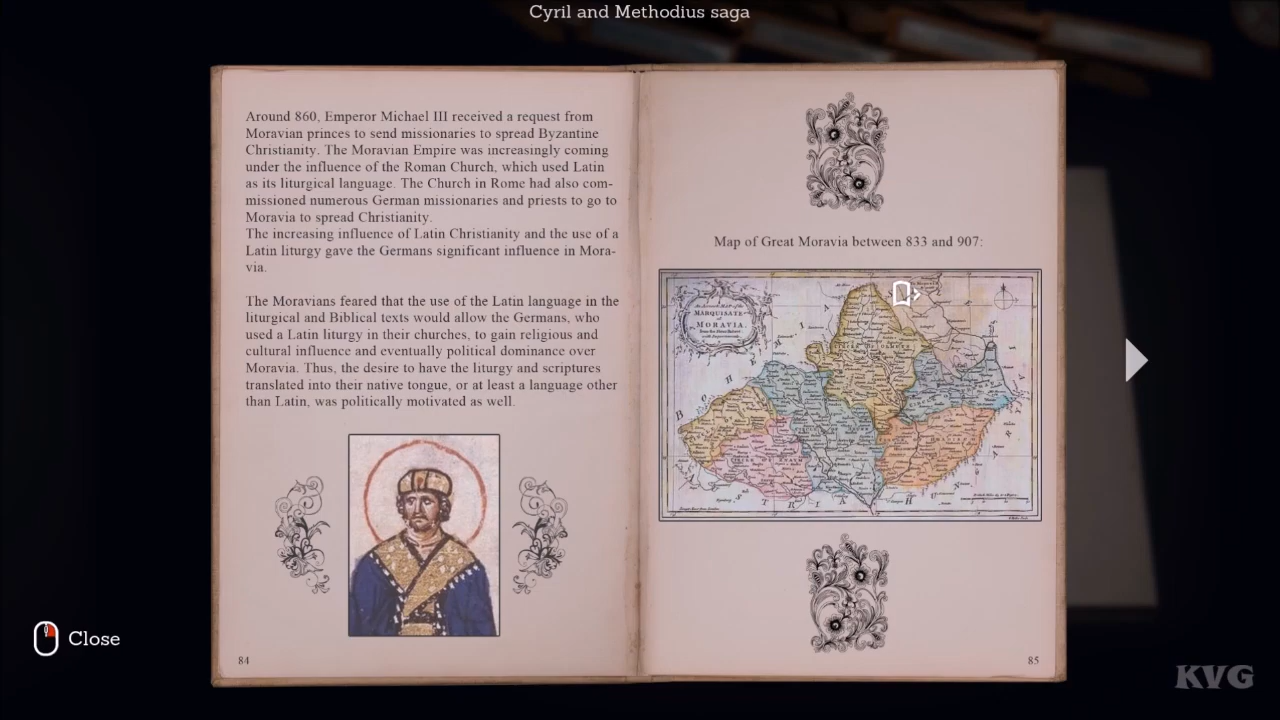 Cyril and Methodius saga
Around 860, Emperor Michael III received a request from
Moravian princes to send missionaries to spread Byzantine
Christianity. The Moravian Empire was increasingly coming
under the influence of the Roman Church, which used Latin
as its liturgical language. The Church in Rome had also com-
missioned numerous German missionaries and priests to go to
Moravia to spread Christianity.
The increasing influence of Latin Christianity and the use of a
Latin liturgy gave the Germans significant influence in Mora-
via.
The Moravians feared that the use of the Latin language in the
liturgical and Biblical texts would allow the Germans, who
used a Latin liturgy in their churches, to gain religious and
cultural influence and eventually political dominance over
Moravia. Thus, the desire to have the liturgy and scriptures
translated into their native tongue, or at least a language other
than Latin, was politically motivated as well.
84
Map of Great Moravia between 833 and 907:
MARQUISATE
of
MORAVIA.
85
Close
KVG